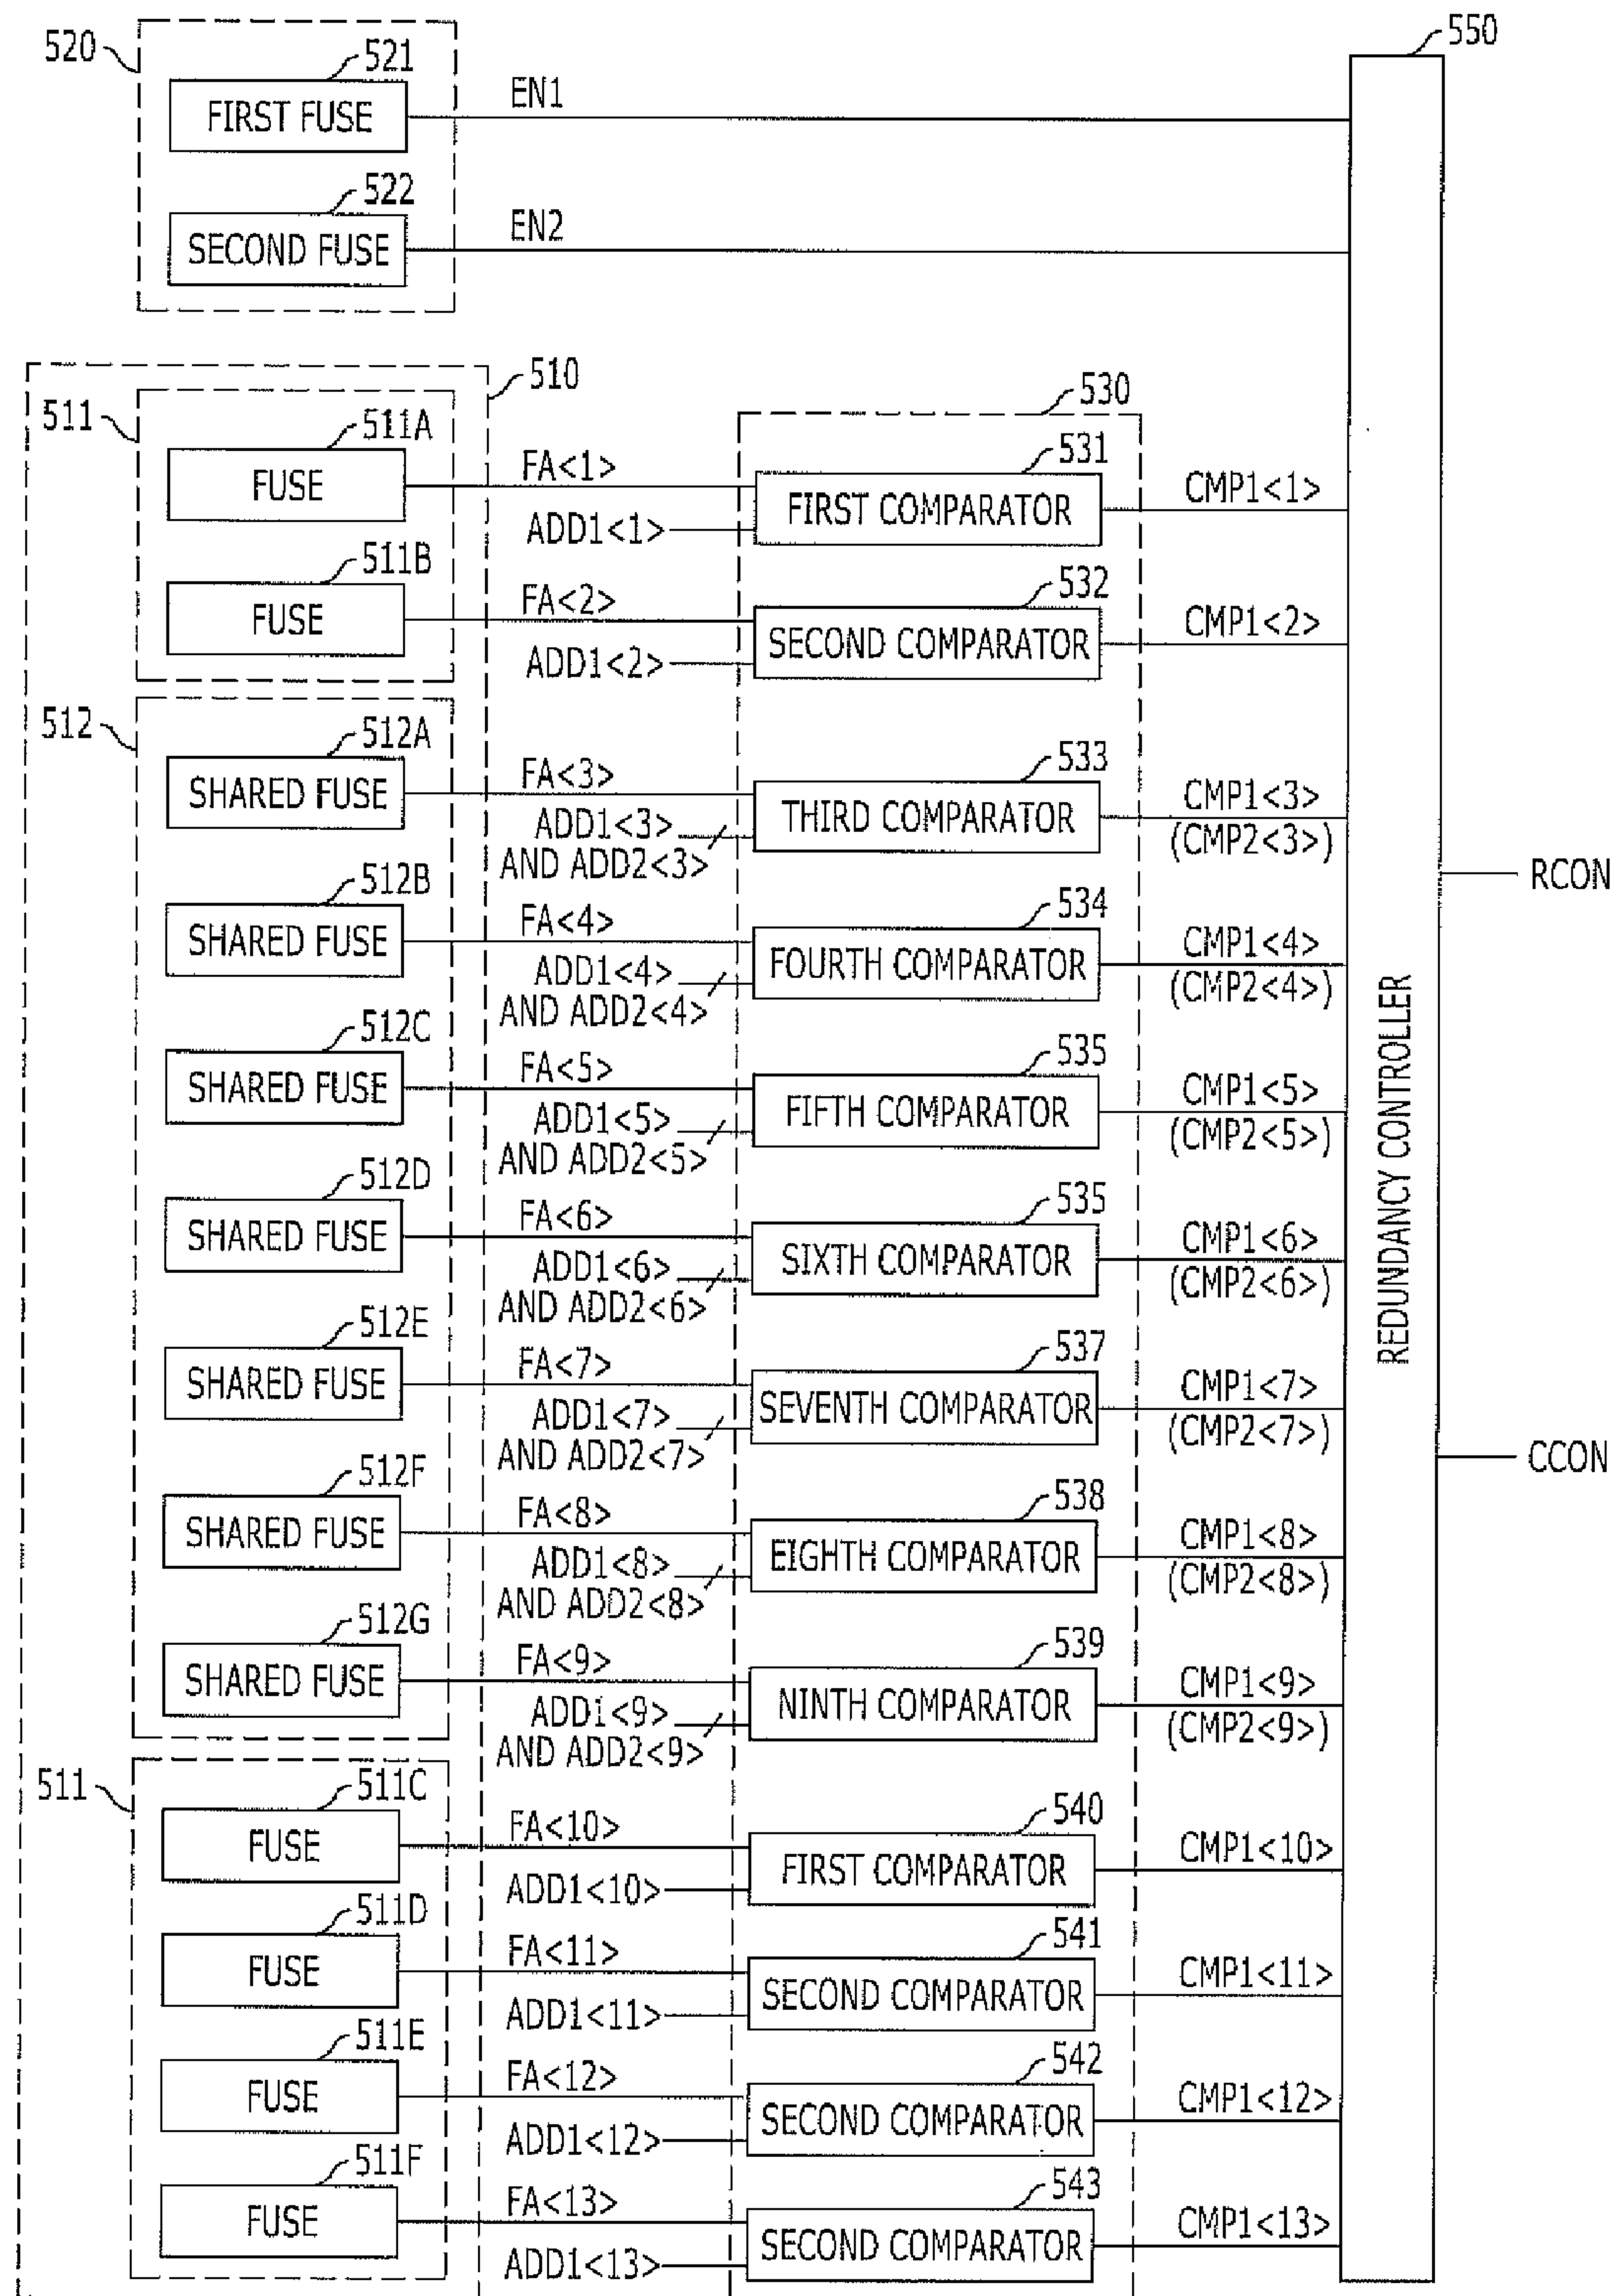 550
520
521
FIRST FUSE
EN1
522
SECOND FUSE
EN2
510
530
511
511A
FUSE
FA<1>
ADD1<1>
531
FIRST COMPARATOR
CMP1<1>
511B
FUSE
FA<2>
ADD1<2>
532
SECOND COMPARATOR
CMP1<2>
512
512A
SHARED FUSE
FA<3>
ADD1<3>
AND ADD2<3>
533
THIRD COMPARATOR
CMP1<3>
(CMP2<3>)
RCON
512B
SHARED FUSE
FA<4>
ADD1<4>
AND ADD2<4>
534
FOURTH COMPARATOR
CMP1<4>
(CMP2<4>)
REDUNDANCY CONTROLLER
512C
SHARED FUSE
FA<5>
ADD1<5>
AND ADD2<5>
535
FIFTH COMPARATOR
CMP1<5>
(CMP2<5>)
512D
SHARED FUSE
FA<6>
ADD1<6>
AND ADD2<6>
535
SIXTH COMPARATOR
CMP1<6>
(CMP2<6>)
512E
SHARED FUSE
FA<7>
ADD1<7>
AND ADD2<7>
537
SEVENTH COMPARATOR
CMP1<7>
(CMP2<7>)
CCON
512F
SHARED FUSE
FA<8>
ADD1<8>
AND ADD2<8>
538
EIGHTH COMPARATOR
CMP1<8>
(CMP2<8>)
512G
SHARED FUSE
FA<9>
ADD1<9>
AND ADD2<9>
539
NINTH COMPARATOR
CMP1<9>
(CMP2<9>)
511
511C
FUSE
FA<10>
ADD1<10>
540
FIRST COMPARATOR
CMP1<10>
511D
FUSE
FA<11>
ADD1<11>
541
SECOND COMPARATOR
CMP1<11>
511E
FUSE
FA<12>
ADD1<12>
542
SECOND COMPARATOR
CMP1<12>
511F
FUSE
FA<13>
ADD1<13>
543
SECOND COMPARATOR
CMP1<13>